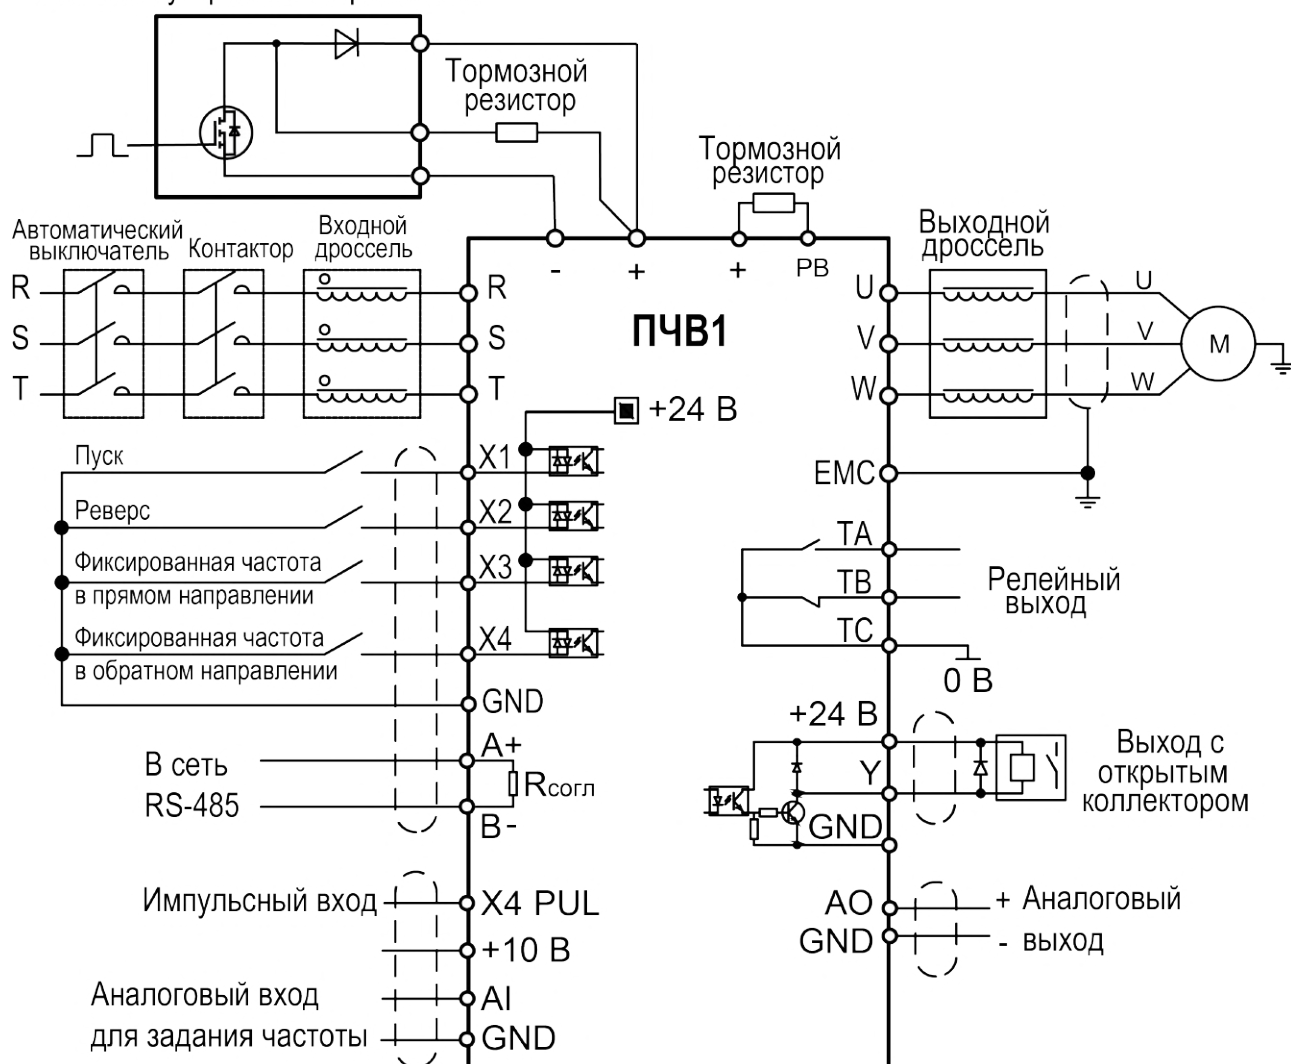 Тормозной
резистор
Тормозной
резистор
Автоматический
выключатель
Контактор
Входной
дроссель
Выходной
дроссель
- + + PB
R R
S S
T T
ПЧВ1
U U
V V
W W
M
+24 В
Пуск X1
Реверс X2
Фиксированная частота
в прямом направлении
X3
Фиксированная частота
в обратном направлении
X4
GND
EMC
TA
TB
TC
Релейный
выход
0 В
В сеть
RS-485
A+
Rсогл
B-
+24 В
Y
GND
Выход с
открытым
коллектором
Импульсный вход X4 PUL
+10 В
Аналоговый вход
для задания частоты
AI
GND
AO
GND
+ Аналоговый
- выход